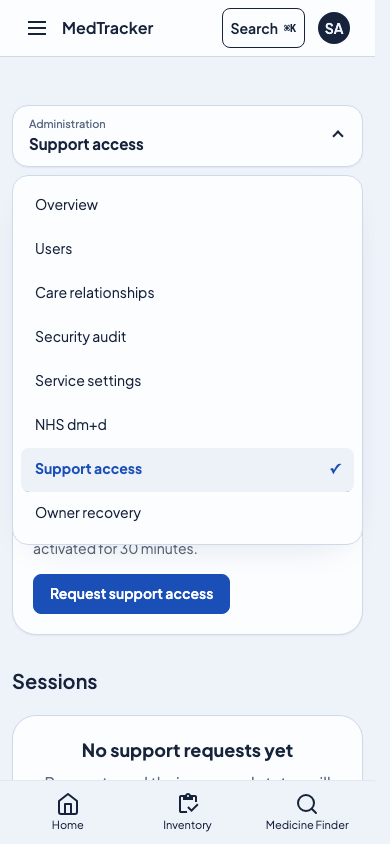 MedTracker
Search ⌘K
SA
Administration
Support access
Overview
Users
Care relationships
Security audit
Service settings
NHS dm+d
Support access ✓
Owner recovery
activated for 30 minutes.
Request support access
Sessions
No support requests yet
Home
Inventory
Medicine Finder